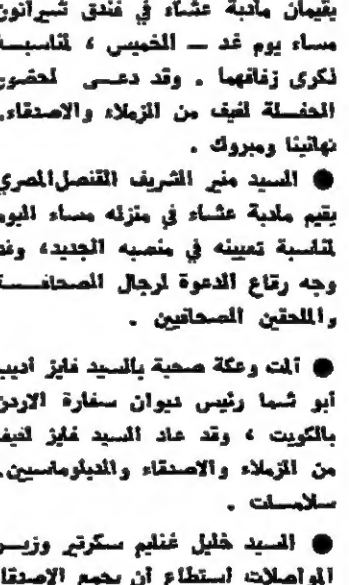 يقيمان مأدبة عشاء في فندق شيراتون
مساء يوم غد — الخميس ، لمناسبة
ذكرى زفافهما . وقد دعى لحضور
الحفلة لفيف من الزملاء والاصدقاء.
تهانينا ومبروك .
● السيد منير الشريف القنصل المصري
يقيم مأدبة عشاء في منزله مساء اليوم
لمناسبة تعيينه في منصبه الجديد، وقد
وجه رقاع الدعوة لرجال الصحافة
والملحقين الصحافيين .
● ألمت وعكة صحية بالسيد فايز أديب
أبو شما رئيس ديوان سفارة الاردن
بالكويت ، وقد عاد السيد فايز لفيف
من الزملاء والاصدقاء والدبلوماسيين.
سلامات .
● السيد خليل غنايم سكرتير وزير
المواصلات استطاع أن يجمع الاصدقاء